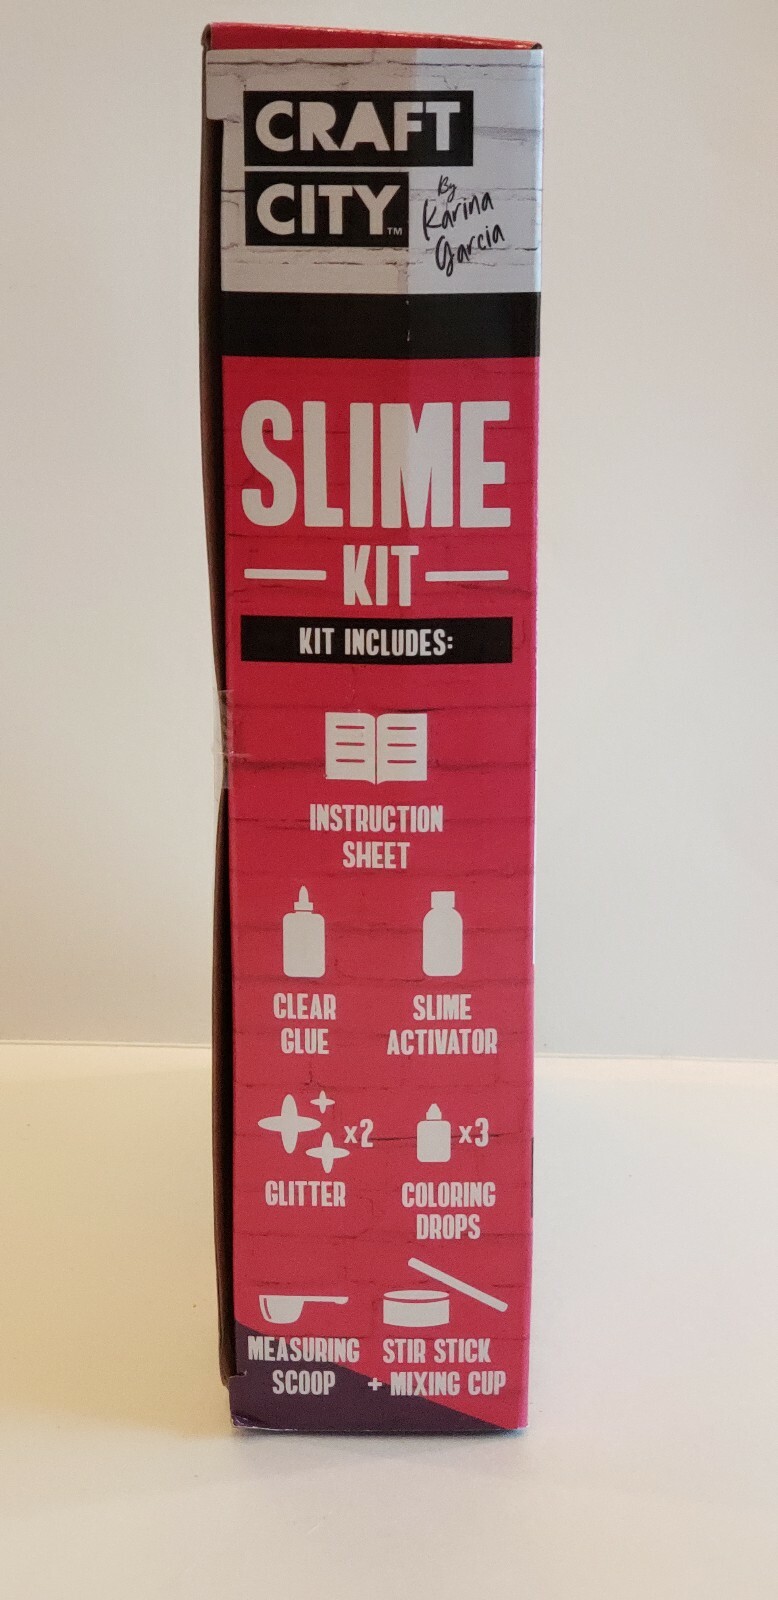 CRAFT
CITY™
By
Karina
Garcia
SLIME
KIT
KIT INCLUDES:
INSTRUCTION
SHEET
CLEAR
GLUE
SLIME
ACTIVATOR
x2
GLITTER
x3
COLORING
DROPS
MEASURING
SCOOP
STIR STICK
+ MIXING CUP